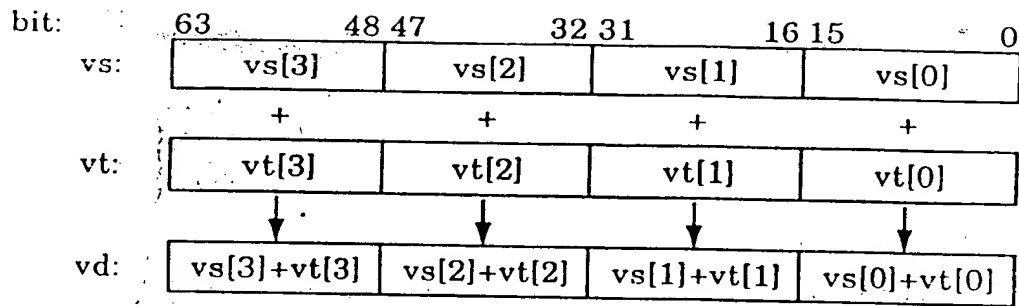 bit: 63 48 47 32 31 16 15 0
vs: vs[3] vs[2] vs[1] vs[0]
+ + + +
vt: vt[3] vt[2] vt[1] vt[0]
vd: vs[3]+vt[3] vs[2]+vt[2] vs[1]+vt[1] vs[0]+vt[0]